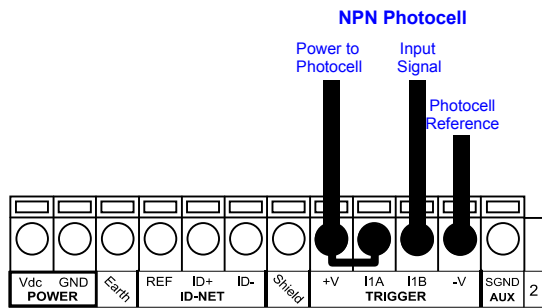 NPN Photocell
Power to
Photocell
Input
Signal
Photocell
Reference
Vdc GND Earth REF ID+ ID- Shield +V I1A I1B -V SGND 2
POWER ID-NET TRIGGER AUX